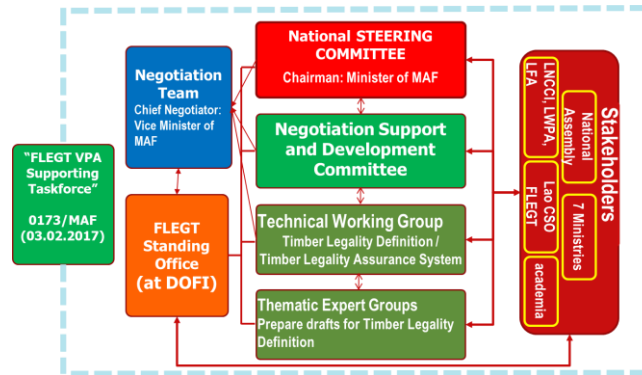 "FLEGT VPA
Supporting
Taskforce"
0173/MAF
(03.02.2017)
Negotiation
Team
Chief Negotiator:
Vice Minister of
MAF
FLEGT
Standing
Office
(at DOFI)
National STEERING
COMMITTEE
Chairman: Minister of MAF
Negotiation Support
and Development
Committee
Technical Working Group
Timber Legality Definition /
Timber Legality Assurance System
Thematic Expert Groups
Prepare drafts for Timber Legality
Definition
Stakeholders
National
Assembly
7 Ministries
LNCCI, LWPA,
LFA
Lao CSO
FLEGT
academia